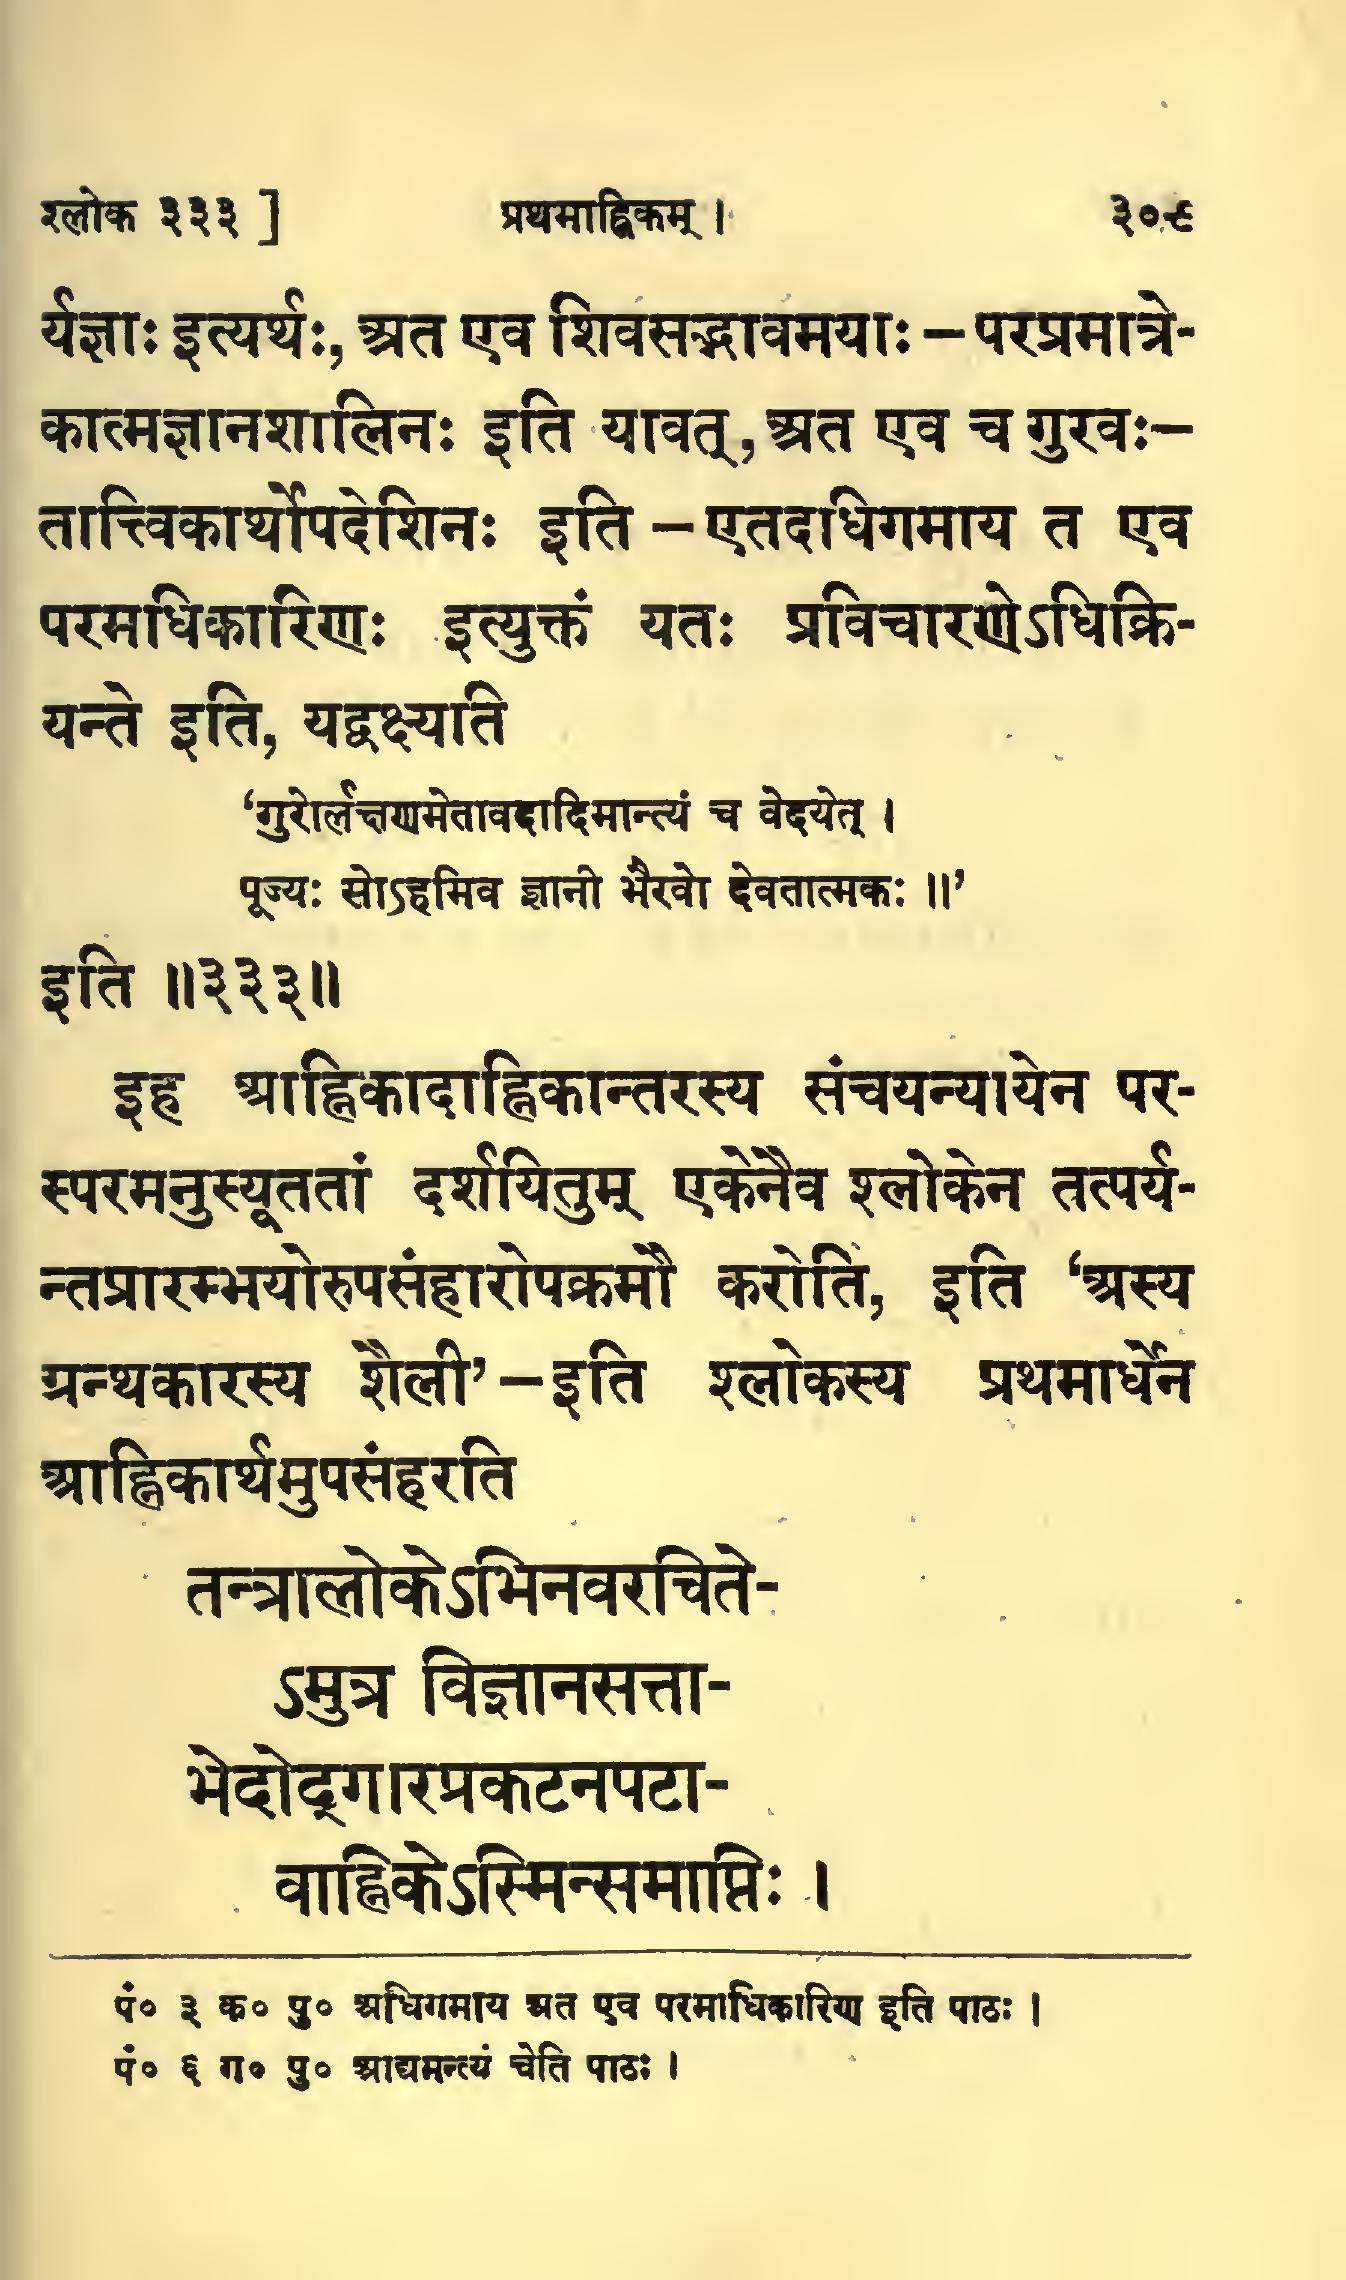 श्लोक ३३३ ] प्रथमाह्निकम् । ३०९
र्यज्ञाः इत्यर्थः, अत एव शिवसद्भावमयाः – परप्रमात्रे-
कात्मज्ञानशालिनः इति यावत्, अत एव च गुरवः–
तात्त्विकार्थोपदेशिनः इति – एतदधिगमाय त एव
परमधिकारिणः इत्युक्तं यतः प्रविचारणेऽधिक्रि-
यन्ते इति, यद्वक्ष्यति
‘गुरोर्लक्षणमेतावदादिमान्त्यं च वेदयेत् ।
पूज्यः सोऽहमिव ज्ञानी भैरवो देवतात्मकः ॥’
इति ॥३३३॥
इह आह्निकादाह्निकान्तरस्य संचयन्यायेन पर-
स्परमनुस्यूततां दर्शयितुम् एकेनैव श्लोकेन तत्पर्य-
न्तप्रारम्भयोरुपसंहारोपक्रमौ करोति, इति ‘अस्य
ग्रन्थकारस्य शैली’ – इति श्लोकस्य प्रथमार्धेन
आह्निकार्थमुपसंहरति
तन्त्रालोकेऽभिनवरचिते-
ऽमुत्र विज्ञानसत्ता-
भेदोद्गारप्रकटनपटा-
वाह्निकेऽस्मिन्समाप्तिः ।
पं० ३ क० पु० अधिगमाय अत एव परमाधिकारिण इति पाठः ।
पं० ६ ग० पु० आद्यमन्त्यं चेति पाठः ।